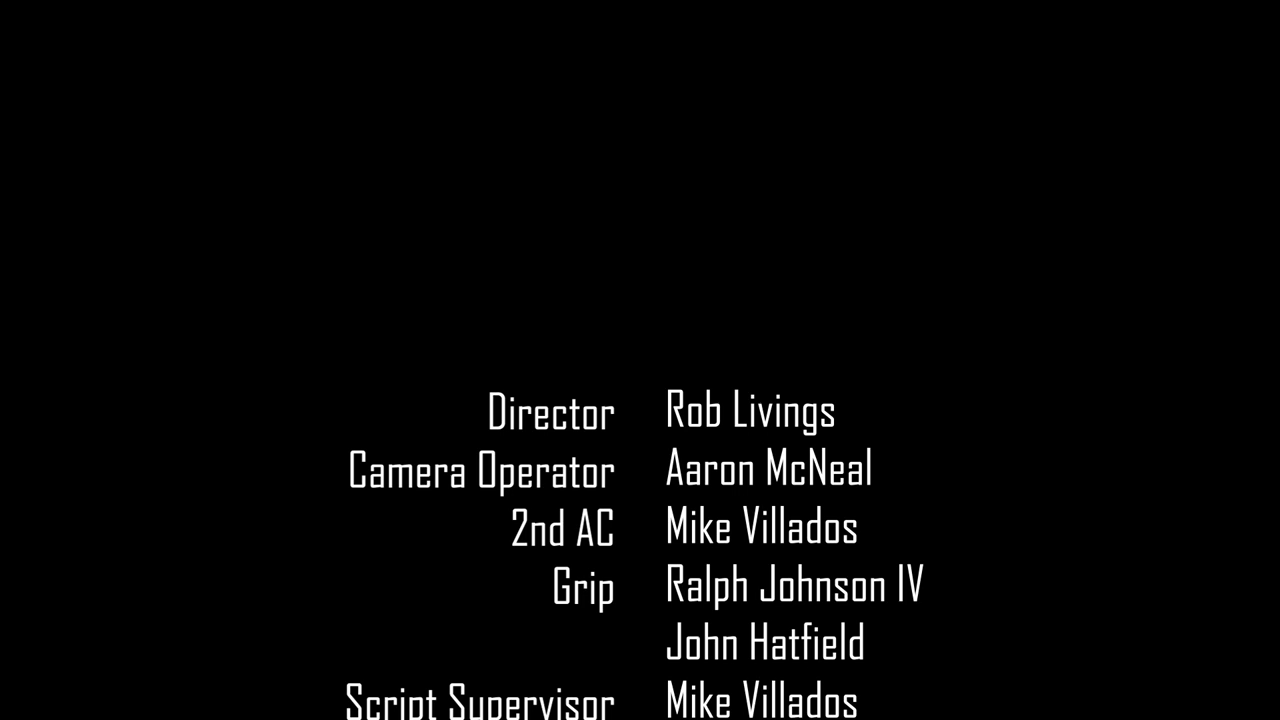 Director Rob Livings
Camera Operator Aaron McNeal
2nd AC Mike Villados
Grip Ralph Johnson IV
John Hatfield
Script Supervisor Mike Villados